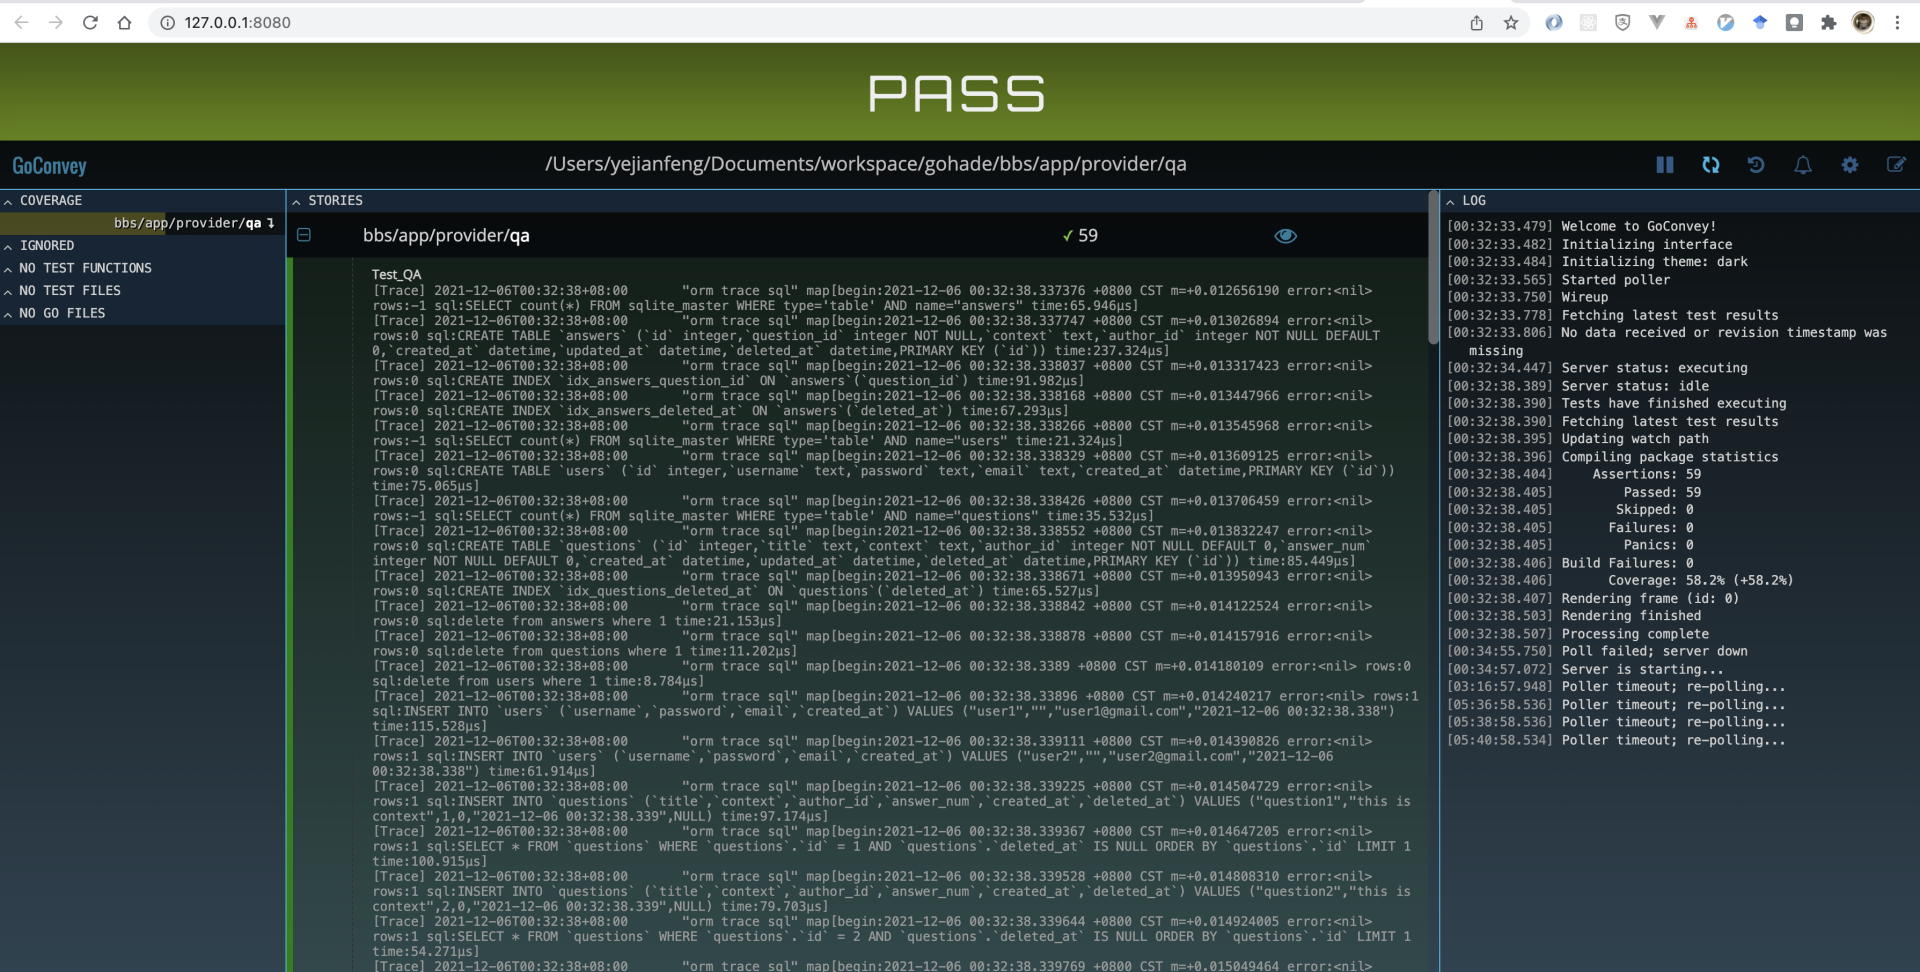 127.0.0.1:8080
PASS
GoConvey
/Users/yejianfeng/Documents/workspace/gohade/bbs/app/provider/qa
COVERAGE
bbs/app/provider/qa
IGNORED
NO TEST FUNCTIONS
NO TEST FILES
NO GO FILES
STORIES
bbs/app/provider/qa
✓ 59
Test_QA
[Trace] 2021-12-06T00:32:38+08:00 "orm trace sql" map[begin:2021-12-06 00:32:38.337376 +0800 CST m=+0.012656190 error:<nil>
rows:-1 sql:SELECT count(*) FROM sqlite_master WHERE type='table' AND name="answers" time:65.946µs]
[Trace] 2021-12-06T00:32:38+08:00 "orm trace sql" map[begin:2021-12-06 00:32:38.337747 +0800 CST m=+0.013026894 error:<nil>
rows:0 sql:CREATE TABLE `answers` (`id` integer,`question_id` integer NOT NULL,`context` text,`author_id` integer NOT NULL DEFAULT
0,`created_at` datetime,`updated_at` datetime,`deleted_at` datetime,PRIMARY KEY (`id`)) time:237.324µs]
[Trace] 2021-12-06T00:32:38+08:00 "orm trace sql" map[begin:2021-12-06 00:32:38.338037 +0800 CST m=+0.013317423 error:<nil>
rows:0 sql:CREATE INDEX `idx_answers_question_id` ON `answers`(`question_id`) time:91.982µs]
[Trace] 2021-12-06T00:32:38+08:00 "orm trace sql" map[begin:2021-12-06 00:32:38.338168 +0800 CST m=+0.013447966 error:<nil>
rows:0 sql:CREATE INDEX `idx_answers_deleted_at` ON `answers`(`deleted_at`) time:67.293µs]
[Trace] 2021-12-06T00:32:38+08:00 "orm trace sql" map[begin:2021-12-06 00:32:38.338266 +0800 CST m=+0.013545968 error:<nil>
rows:-1 sql:SELECT count(*) FROM sqlite_master WHERE type='table' AND name="users" time:21.324µs]
[Trace] 2021-12-06T00:32:38+08:00 "orm trace sql" map[begin:2021-12-06 00:32:38.338329 +0800 CST m=+0.013609125 error:<nil>
rows:0 sql:CREATE TABLE `users` (`id` integer,`username` text,`password` text,`email` text,`created_at` datetime,PRIMARY KEY (`id`))
time:75.065µs]
[Trace] 2021-12-06T00:32:38+08:00 "orm trace sql" map[begin:2021-12-06 00:32:38.338426 +0800 CST m=+0.013706459 error:<nil>
rows:-1 sql:SELECT count(*) FROM sqlite_master WHERE type='table' AND name="questions" time:35.532µs]
[Trace] 2021-12-06T00:32:38+08:00 "orm trace sql" map[begin:2021-12-06 00:32:38.338552 +0800 CST m=+0.013832247 error:<nil>
rows:0 sql:CREATE TABLE `questions` (`id` integer,`title` text,`context` text,`author_id` integer NOT NULL DEFAULT 0,`answer_num`
integer NOT NULL DEFAULT 0,`created_at` datetime,`updated_at` datetime,`deleted_at` datetime,PRIMARY KEY (`id`)) time:85.449µs]
[Trace] 2021-12-06T00:32:38+08:00 "orm trace sql" map[begin:2021-12-06 00:32:38.338671 +0800 CST m=+0.013950943 error:<nil>
rows:0 sql:CREATE INDEX `idx_questions_deleted_at` ON `questions`(`deleted_at`) time:65.527µs]
[Trace] 2021-12-06T00:32:38+08:00 "orm trace sql" map[begin:2021-12-06 00:32:38.338842 +0800 CST m=+0.014122524 error:<nil>
rows:0 sql:delete from answers where 1 time:21.153µs]
[Trace] 2021-12-06T00:32:38+08:00 "orm trace sql" map[begin:2021-12-06 00:32:38.338878 +0800 CST m=+0.014157916 error:<nil>
rows:0 sql:delete from questions where 1 time:11.202µs]
[Trace] 2021-12-06T00:32:38+08:00 "orm trace sql" map[begin:2021-12-06 00:32:38.3389 +0800 CST m=+0.014180109 error:<nil> rows:0
sql:delete from users where 1 time:8.784µs]
[Trace] 2021-12-06T00:32:38+08:00 "orm trace sql" map[begin:2021-12-06 00:32:38.33896 +0800 CST m=+0.014240217 error:<nil> rows:1
sql:INSERT INTO `users` (`username`,`password`,`email`,`created_at`) VALUES ("user1","","user1@gmail.com","2021-12-06 00:32:38.338")
time:115.528µs]
[Trace] 2021-12-06T00:32:38+08:00 "orm trace sql" map[begin:2021-12-06 00:32:38.339111 +0800 CST m=+0.014390826 error:<nil>
rows:1 sql:INSERT INTO `users` (`username`,`password`,`email`,`created_at`) VALUES ("user2","","user2@gmail.com","2021-12-06
00:32:38.338") time:61.914µs]
[Trace] 2021-12-06T00:32:38+08:00 "orm trace sql" map[begin:2021-12-06 00:32:38.339225 +0800 CST m=+0.014504729 error:<nil>
rows:1 sql:INSERT INTO `questions` (`title`,`context`,`author_id`,`answer_num`,`created_at`,`deleted_at`) VALUES ("question1","this is
context",1,0,"2021-12-06 00:32:38.339",NULL) time:97.174µs]
[Trace] 2021-12-06T00:32:38+08:00 "orm trace sql" map[begin:2021-12-06 00:32:38.339367 +0800 CST m=+0.014647205 error:<nil>
rows:1 sql:SELECT * FROM `questions` WHERE `questions`.`id` = 1 AND `questions`.`deleted_at` IS NULL ORDER BY `questions`.`id` LIMIT 1
time:100.915µs]
[Trace] 2021-12-06T00:32:38+08:00 "orm trace sql" map[begin:2021-12-06 00:32:38.339528 +0800 CST m=+0.014808310 error:<nil>
rows:1 sql:INSERT INTO `questions` (`title`,`context`,`author_id`,`answer_num`,`created_at`,`deleted_at`) VALUES ("question2","this is
context",2,0,"2021-12-06 00:32:38.339",NULL) time:79.703µs]
[Trace] 2021-12-06T00:32:38+08:00 "orm trace sql" map[begin:2021-12-06 00:32:38.339644 +0800 CST m=+0.014924005 error:<nil>
rows:1 sql:SELECT * FROM `questions` WHERE `questions`.`id` = 2 AND `questions`.`deleted_at` IS NULL ORDER BY `questions`.`id` LIMIT 1
time:54.271µs]
[Trace] 2021-12-06T00:32:38+08:00 "orm trace sql" map[begin:2021-12-06 00:32:38.339769 +0800 CST m=+0.015049464 error:<nil>
LOG
[00:32:33.479] Welcome to GoConvey!
[00:32:33.482] Initializing interface
[00:32:33.484] Initializing theme: dark
[00:32:33.565] Started poller
[00:32:33.750] Wireup
[00:32:33.778] Fetching latest test results
[00:32:33.806] No data received or revision timestamp was
missing
[00:32:34.447] Server status: executing
[00:32:38.389] Server status: idle
[00:32:38.390] Tests have finished executing
[00:32:38.390] Fetching latest test results
[00:32:38.395] Updating watch path
[00:32:38.396] Compiling package statistics
[00:32:38.404] Assertions: 59
[00:32:38.405] Passed: 59
[00:32:38.405] Skipped: 0
[00:32:38.405] Failures: 0
[00:32:38.405] Panics: 0
[00:32:38.406] Build Failures: 0
[00:32:38.406] Coverage: 58.2% (+58.2%)
[00:32:38.407] Rendering frame (id: 0)
[00:32:38.503] Rendering finished
[00:32:38.507] Processing complete
[00:34:55.750] Poll failed; server down
[00:34:57.072] Server is starting...
[03:16:57.948] Poller timeout; re-polling...
[05:36:58.536] Poller timeout; re-polling...
[05:38:58.536] Poller timeout; re-polling...
[05:40:58.534] Poller timeout; re-polling...